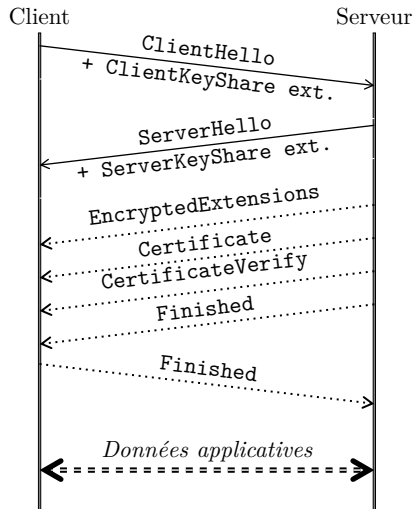 Client
Serveur
ClientHello
+ ClientKeyShare ext.
ServerHello
+ ServerKeyShare ext.
EncryptedExtensions
Certificate
CertificateVerify
Finished
Finished
Données applicatives